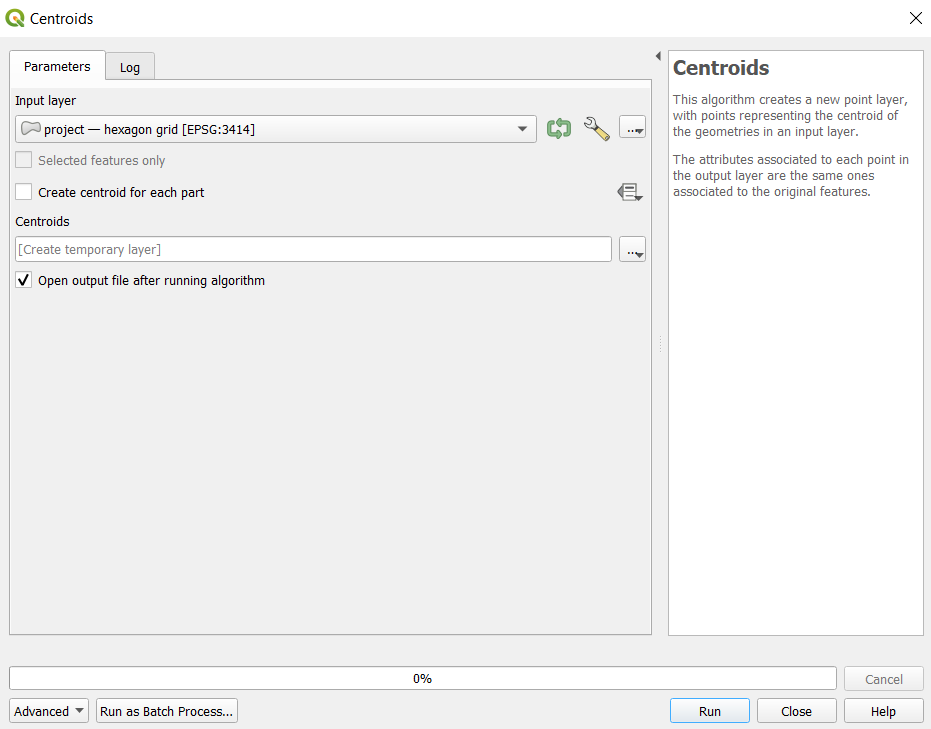 Centroids
Parameters
Log
Input layer
project — hexagon grid [EPSG:3414]
...
Selected features only
Create centroid for each part
Centroids
[Create temporary layer]
...
Open output file after running algorithm
Centroids
This algorithm creates a new point layer,
with points representing the centroid of
the geometries in an input layer.
The attributes associated to each point in
the output layer are the same ones
associated to the original features.
0%
Cancel
Advanced
Run as Batch Process...
Run
Close
Help